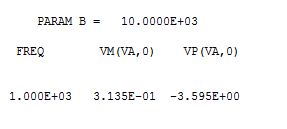 PARAM B = 10.0000E+03
FREQ VM(VA,0) VP(VA,0)
1.000E+03 3.135E-01 -3.595E+00